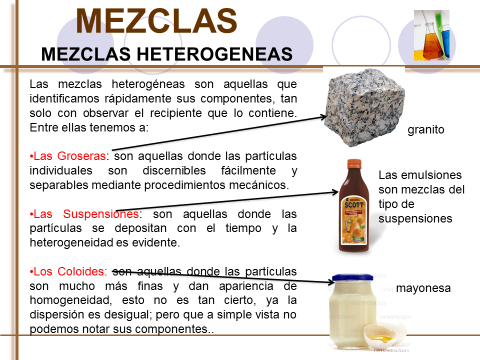 MEZCLAS
MEZCLAS HETEROGENEAS
Las mezclas heterogéneas son aquellas que
identificamos rápidamente sus componentes, tan
solo con observar el recipiente que lo contiene.
Entre ellas tenemos a:
•Las Groseras: son aquellas donde las partículas
individuales son discernibles fácilmente y
separables mediante procedimientos mecánicos.
•Las Suspensiones: son aquellas donde las
partículas se depositan con el tiempo y la
heterogeneidad es evidente.
•Los Coloides: son aquellas donde las partículas
son mucho más finas y dan apariencia de
homogeneidad, esto no es tan cierto, ya la
dispersión es desigual; pero que a simple vista no
podemos notar sus componentes..
granito
Las emulsiones
son mezclas del
tipo de
suspensiones
SCOTT
mayonesa